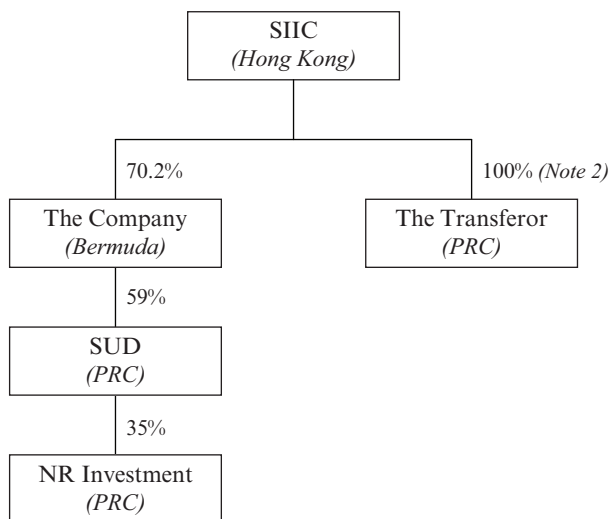 SIIC
(Hong Kong)
70.2%
100% (Note 2)
The Company
(Bermuda)
The Transferor
(PRC)
59%
SUD
(PRC)
35%
NR Investment
(PRC)